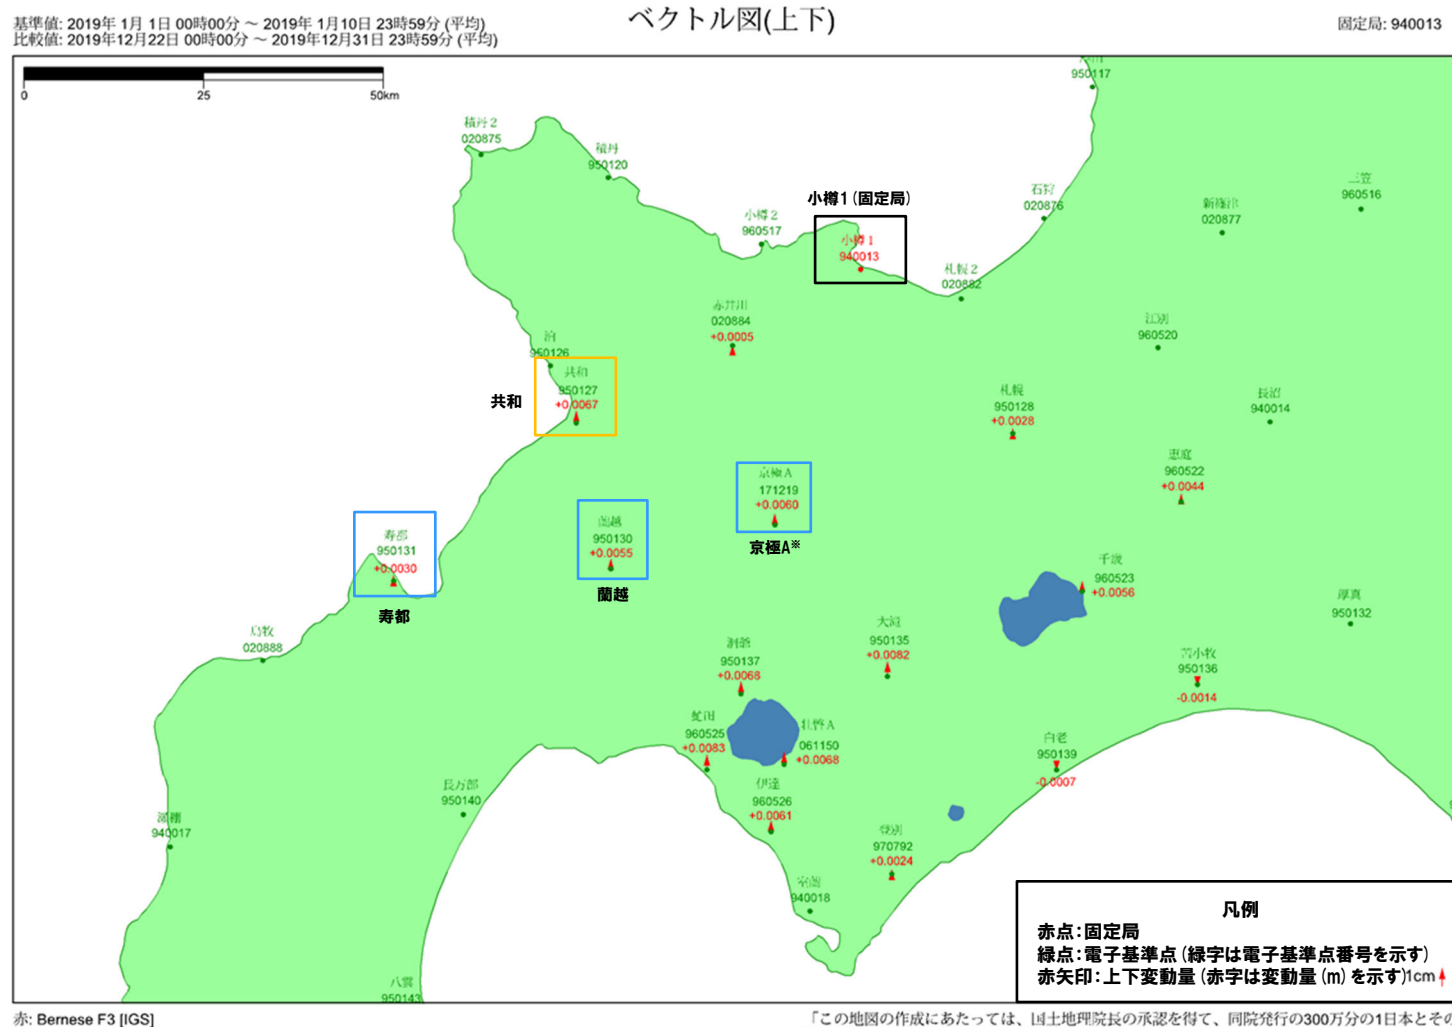 ベクトル図(上下)
基準値: 2019年 1月 1日 00時00分 ～ 2019年 1月10日 23時59分 (平均)
比較値: 2019年12月22日 00時00分 ～ 2019年12月31日 23時59分 (平均)
固定局: 940013
0 25 50km
950117
積丹2
020875
積丹
950120
小樽1(固定局)
小樽2
960517
小樽1
940013
石狩
020876
新篠津
020877
三笠
960516
札幌2
020882
赤井川
020884
+0.0005
江別
960520
泊
950126
共和
950127
+0.0067
共和
札幌
950128
+0.0028
長沼
940014
恵庭
960522
+0.0044
京極A
171219
+0.0060
京極A※
蘭越
950130
+0.0055
蘭越
寿都
950131
+0.0030
寿都
千歳
960523
+0.0056
厚真
950132
島牧
020888
大滝
950135
+0.0082
洞爺
950137
+0.0068
苫小牧
950136
-0.0014
虻田
960525
+0.0083
壮瞥A
061150
+0.0068
白老
950139
-0.0007
伊達
960526
+0.0061
長万部
950140
瀬棚
940017
登別
970792
+0.0024
室蘭
940018
八雲
950143
凡例
赤点：固定局
緑点：電子基準点(緑字は電子基準点番号を示す)
赤矢印：上下変動量(赤字は変動量(m)を示す) 1cm
赤: Bernese F3 [IGS]
「この地図の作成にあたっては、国土地理院長の承認を得て、同院発行の300万分の1日本とその